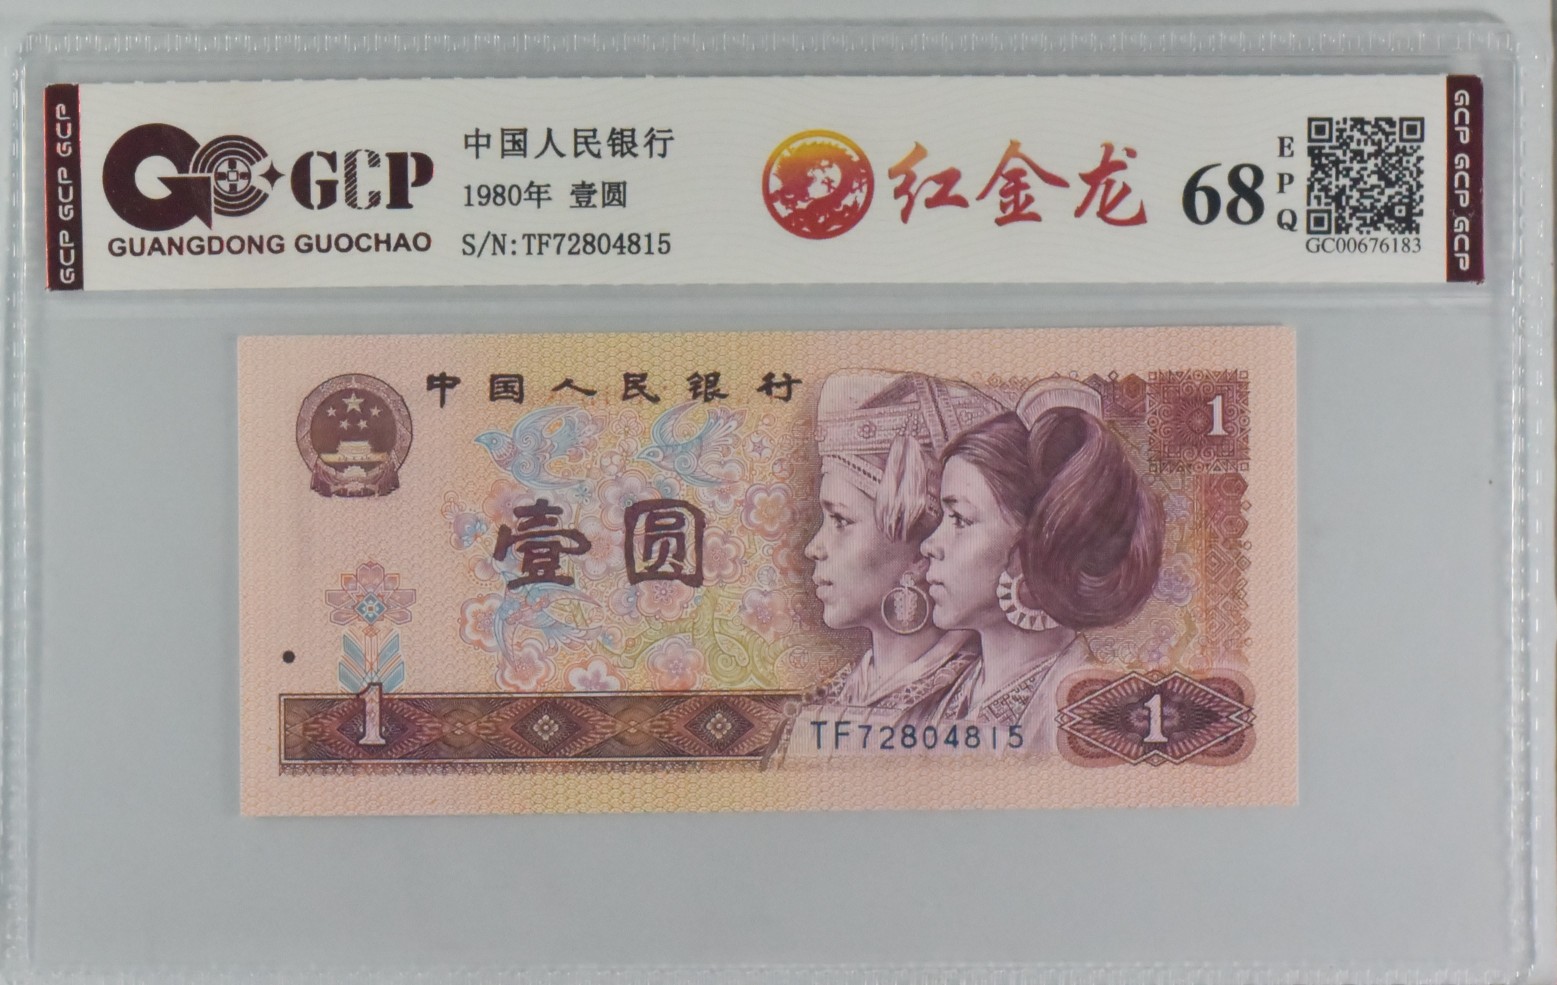 GCP GCP GCP
GCP
GUANGDONG GUOCHAO
中国人民银行
1980年 壹圆
S/N:TF72804815
红金龙
68
EPQ
GC00676183
GCP GCP GCP
中国人民银行
1
壹圆
1
TF72804815
1